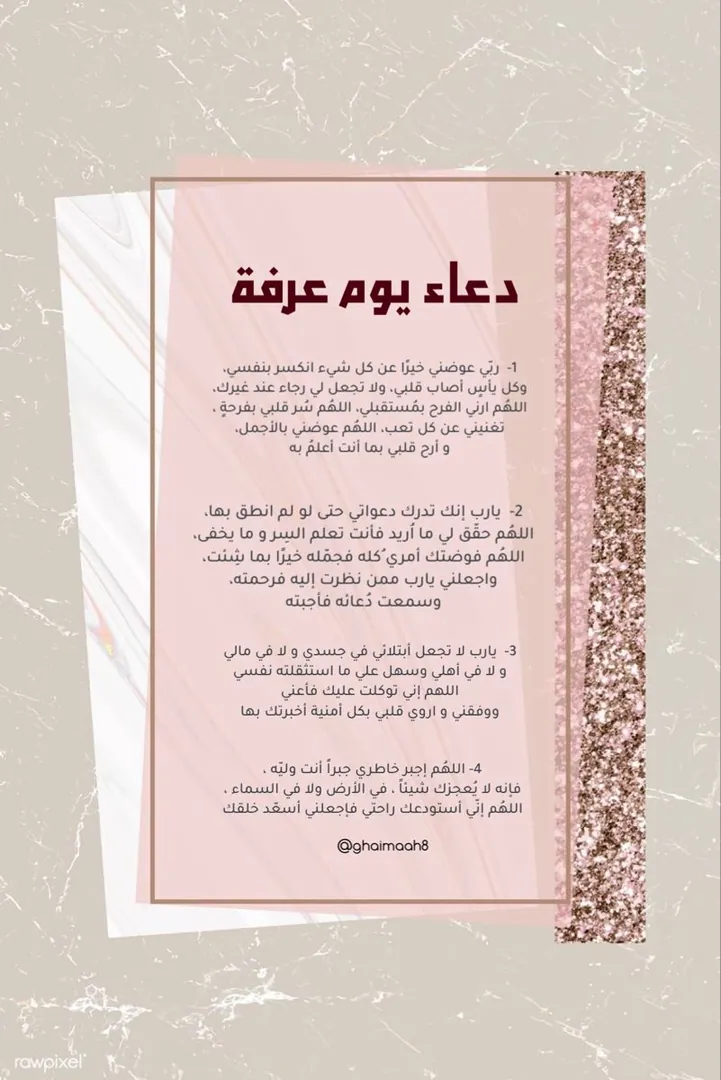 دعاء يوم عرفة
1- ربّي عوضني خيرًا عن كل شيء انكسر بنفسي،
وكل يأسٍ أصاب قلبي، ولا تجعل لي رجاء عند غيرك،
اللهُم ارني الفرح بمُستقبلي، اللهُم سُر قلبي بفرحةٍ ،
تغنيني عن كل تعب، اللهُم عوضني بالأجمل،
و أرح قلبي بما أنت أعلمُ به
2- يارب إنك تدرك دعواتي حتى لو لم انطق بها،
اللهُم حقّق لي ما اُريد فأنت تعلم السِر و ما يخفى،
اللهُم فوضتك أمري ُكله فجمّله خيرًا بما شِئت،
واجعلني يارب ممن نظرت إليه فرحمته،
وسمعت دُعائه فأجبته
3- يارب لا تجعل أبتلائي في جسدي و لا في مالي
و لا في أهلي وسهل علي ما استثقلته نفسي
اللهم إني توكلت عليك فأعني
ووفقني و اروي قلبي بكل أمنية أخبرتك بها
4- اللهُم إجبر خاطري جبراً أنت وليّه ،
فإنه لا يُعجزك شيئاً ، في الأرض ولا في السماء ،
اللهُم إنّي أستودعك راحتي فإجعلني أسعّد خلقك
@ghaimaah8
rawpixel